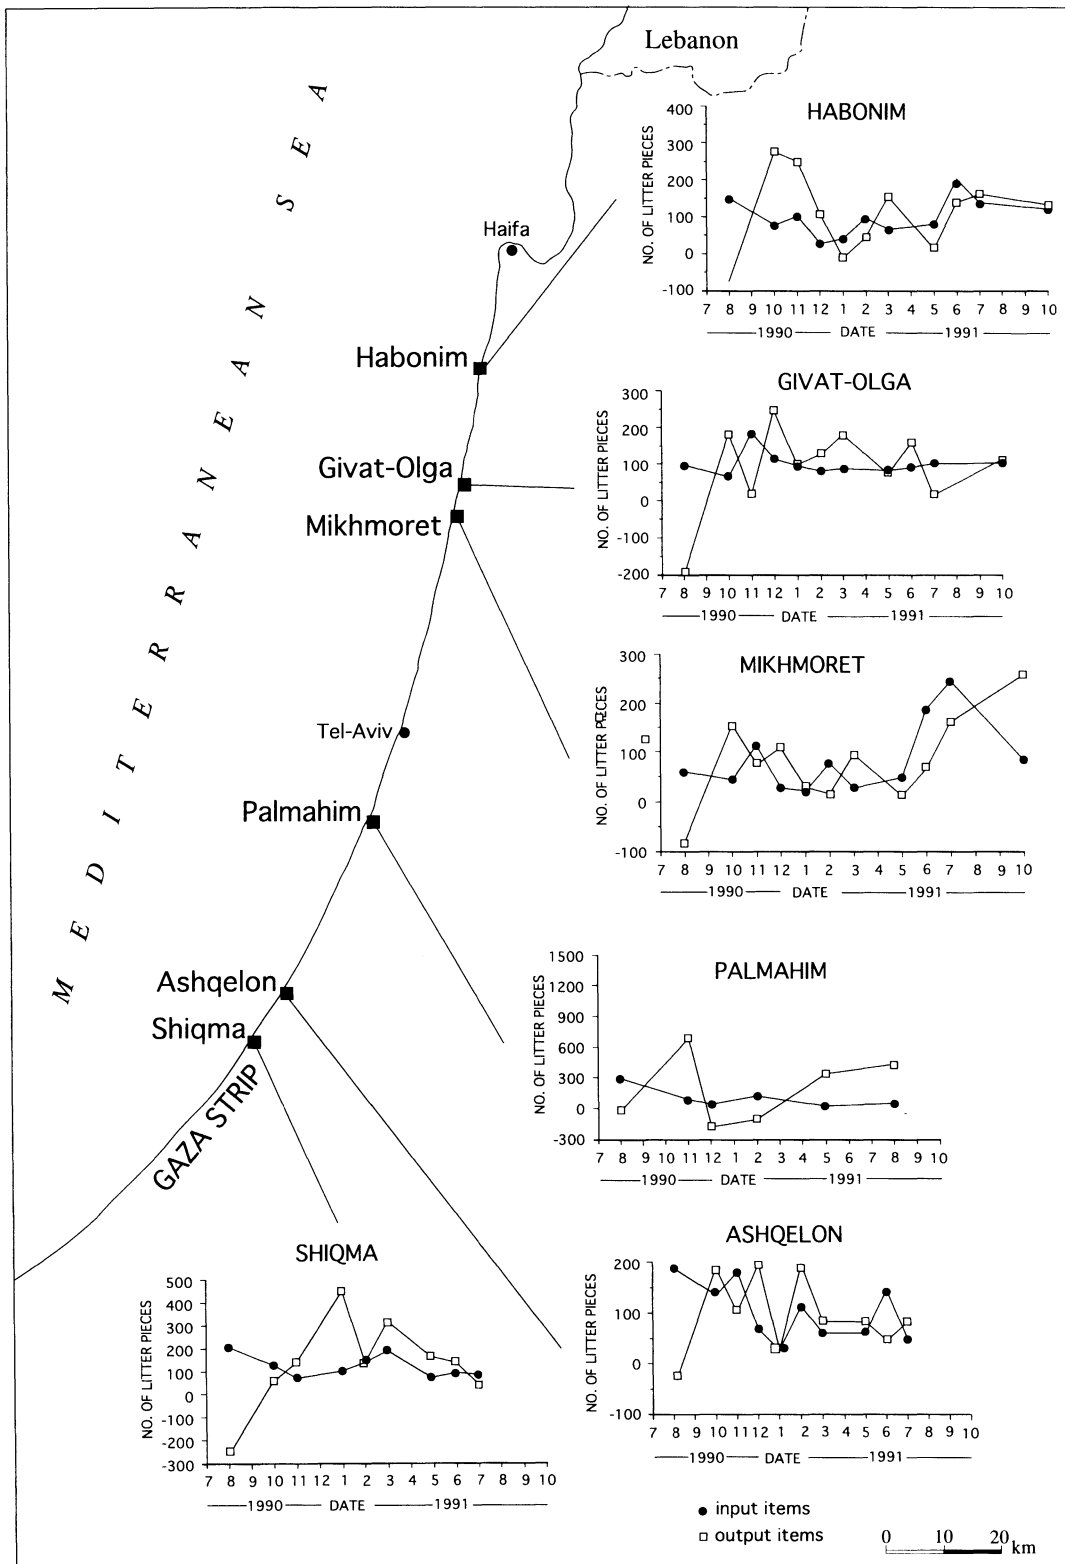 Lebanon
MEDITERRANEAN SEA
Haifa
Habonim
Givat-Olga
Mikhmoret
Tel-Aviv
Palmahim
Ashqelon
Shiqma
GAZA STRIP
HABONIM
NO. OF LITTER PIECES
400
300
200
100
0
-100
7 8 9 10 11 12 1 2 3 4 5 6 7 8 9 10
1990 DATE 1991
GIVAT-OLGA
NO. OF LITTER PIECES
300
200
100
0
-100
-200
7 8 9 10 11 12 1 2 3 4 5 6 7 8 9 10
1990 DATE 1991
MIKHMORET
NO. OF LITTER PIECES
300
200
100
0
-100
7 8 9 10 11 12 1 2 3 4 5 6 7 8 9 10
1990 DATE 1991
PALMAHIM
NO. OF LITTER PIECES
1500
1200
900
600
300
0
-300
7 8 9 10 11 12 1 2 3 4 5 6 7 8 9 10
1990 DATE 1991
ASHQELON
NO. OF LITTER PIECES
200
100
0
-100
7 8 9 10 11 12 1 2 3 4 5 6 7 8 9 10
1990 DATE 1991
SHIQMA
NO. OF LITTER PIECES
500
400
300
200
100
0
-100
-200
-300
7 8 9 10 11 12 1 2 3 4 5 6 7 8 9 10
1990 DATE 1991
input items
output items
0 10 20 km